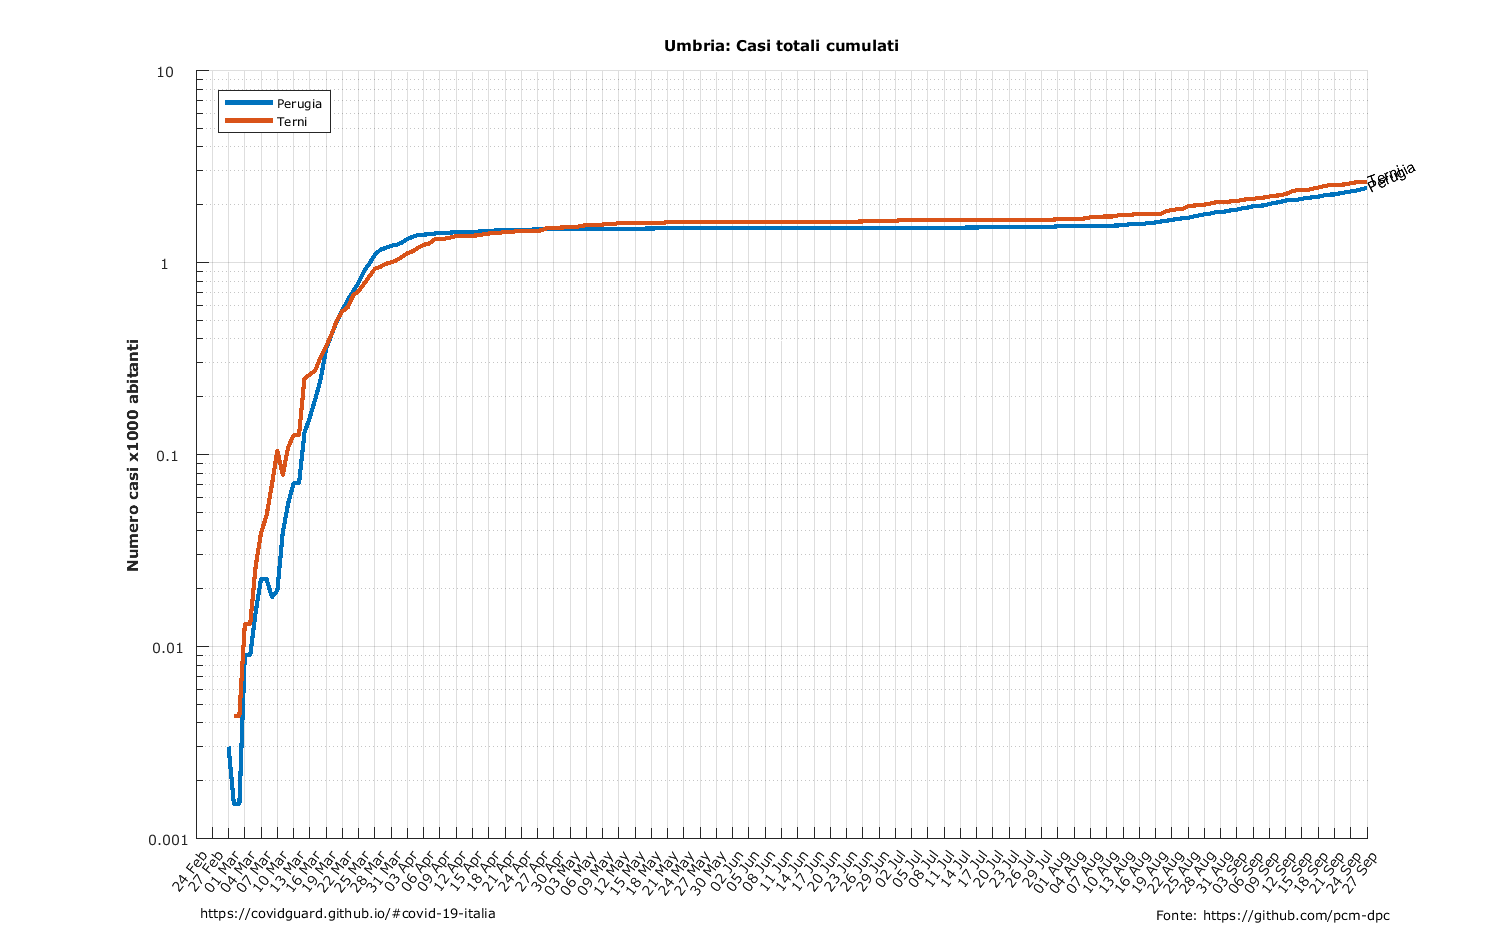 Umbria: Casi totali cumulati
10
1
0.1
0.01
0.001
Numero casi x1000 abitanti
Perugia
Terni
Terni
Perugia
24 Feb
27 Feb
01 Mar
04 Mar
07 Mar
10 Mar
13 Mar
16 Mar
19 Mar
22 Mar
25 Mar
28 Mar
31 Mar
03 Apr
06 Apr
09 Apr
12 Apr
15 Apr
18 Apr
21 Apr
24 Apr
27 Apr
30 Apr
03 May
06 May
09 May
12 May
15 May
18 May
21 May
24 May
27 May
30 May
02 Jun
05 Jun
08 Jun
11 Jun
14 Jun
17 Jun
20 Jun
23 Jun
26 Jun
29 Jun
02 Jul
05 Jul
08 Jul
11 Jul
14 Jul
17 Jul
20 Jul
23 Jul
26 Jul
29 Jul
01 Aug
04 Aug
07 Aug
10 Aug
13 Aug
16 Aug
19 Aug
22 Aug
25 Aug
28 Aug
31 Aug
03 Sep
06 Sep
09 Sep
12 Sep
15 Sep
18 Sep
21 Sep
24 Sep
27 Sep
https://covidguard.github.io/#covid-19-italia
Fonte: https://github.com/pcm-dpc